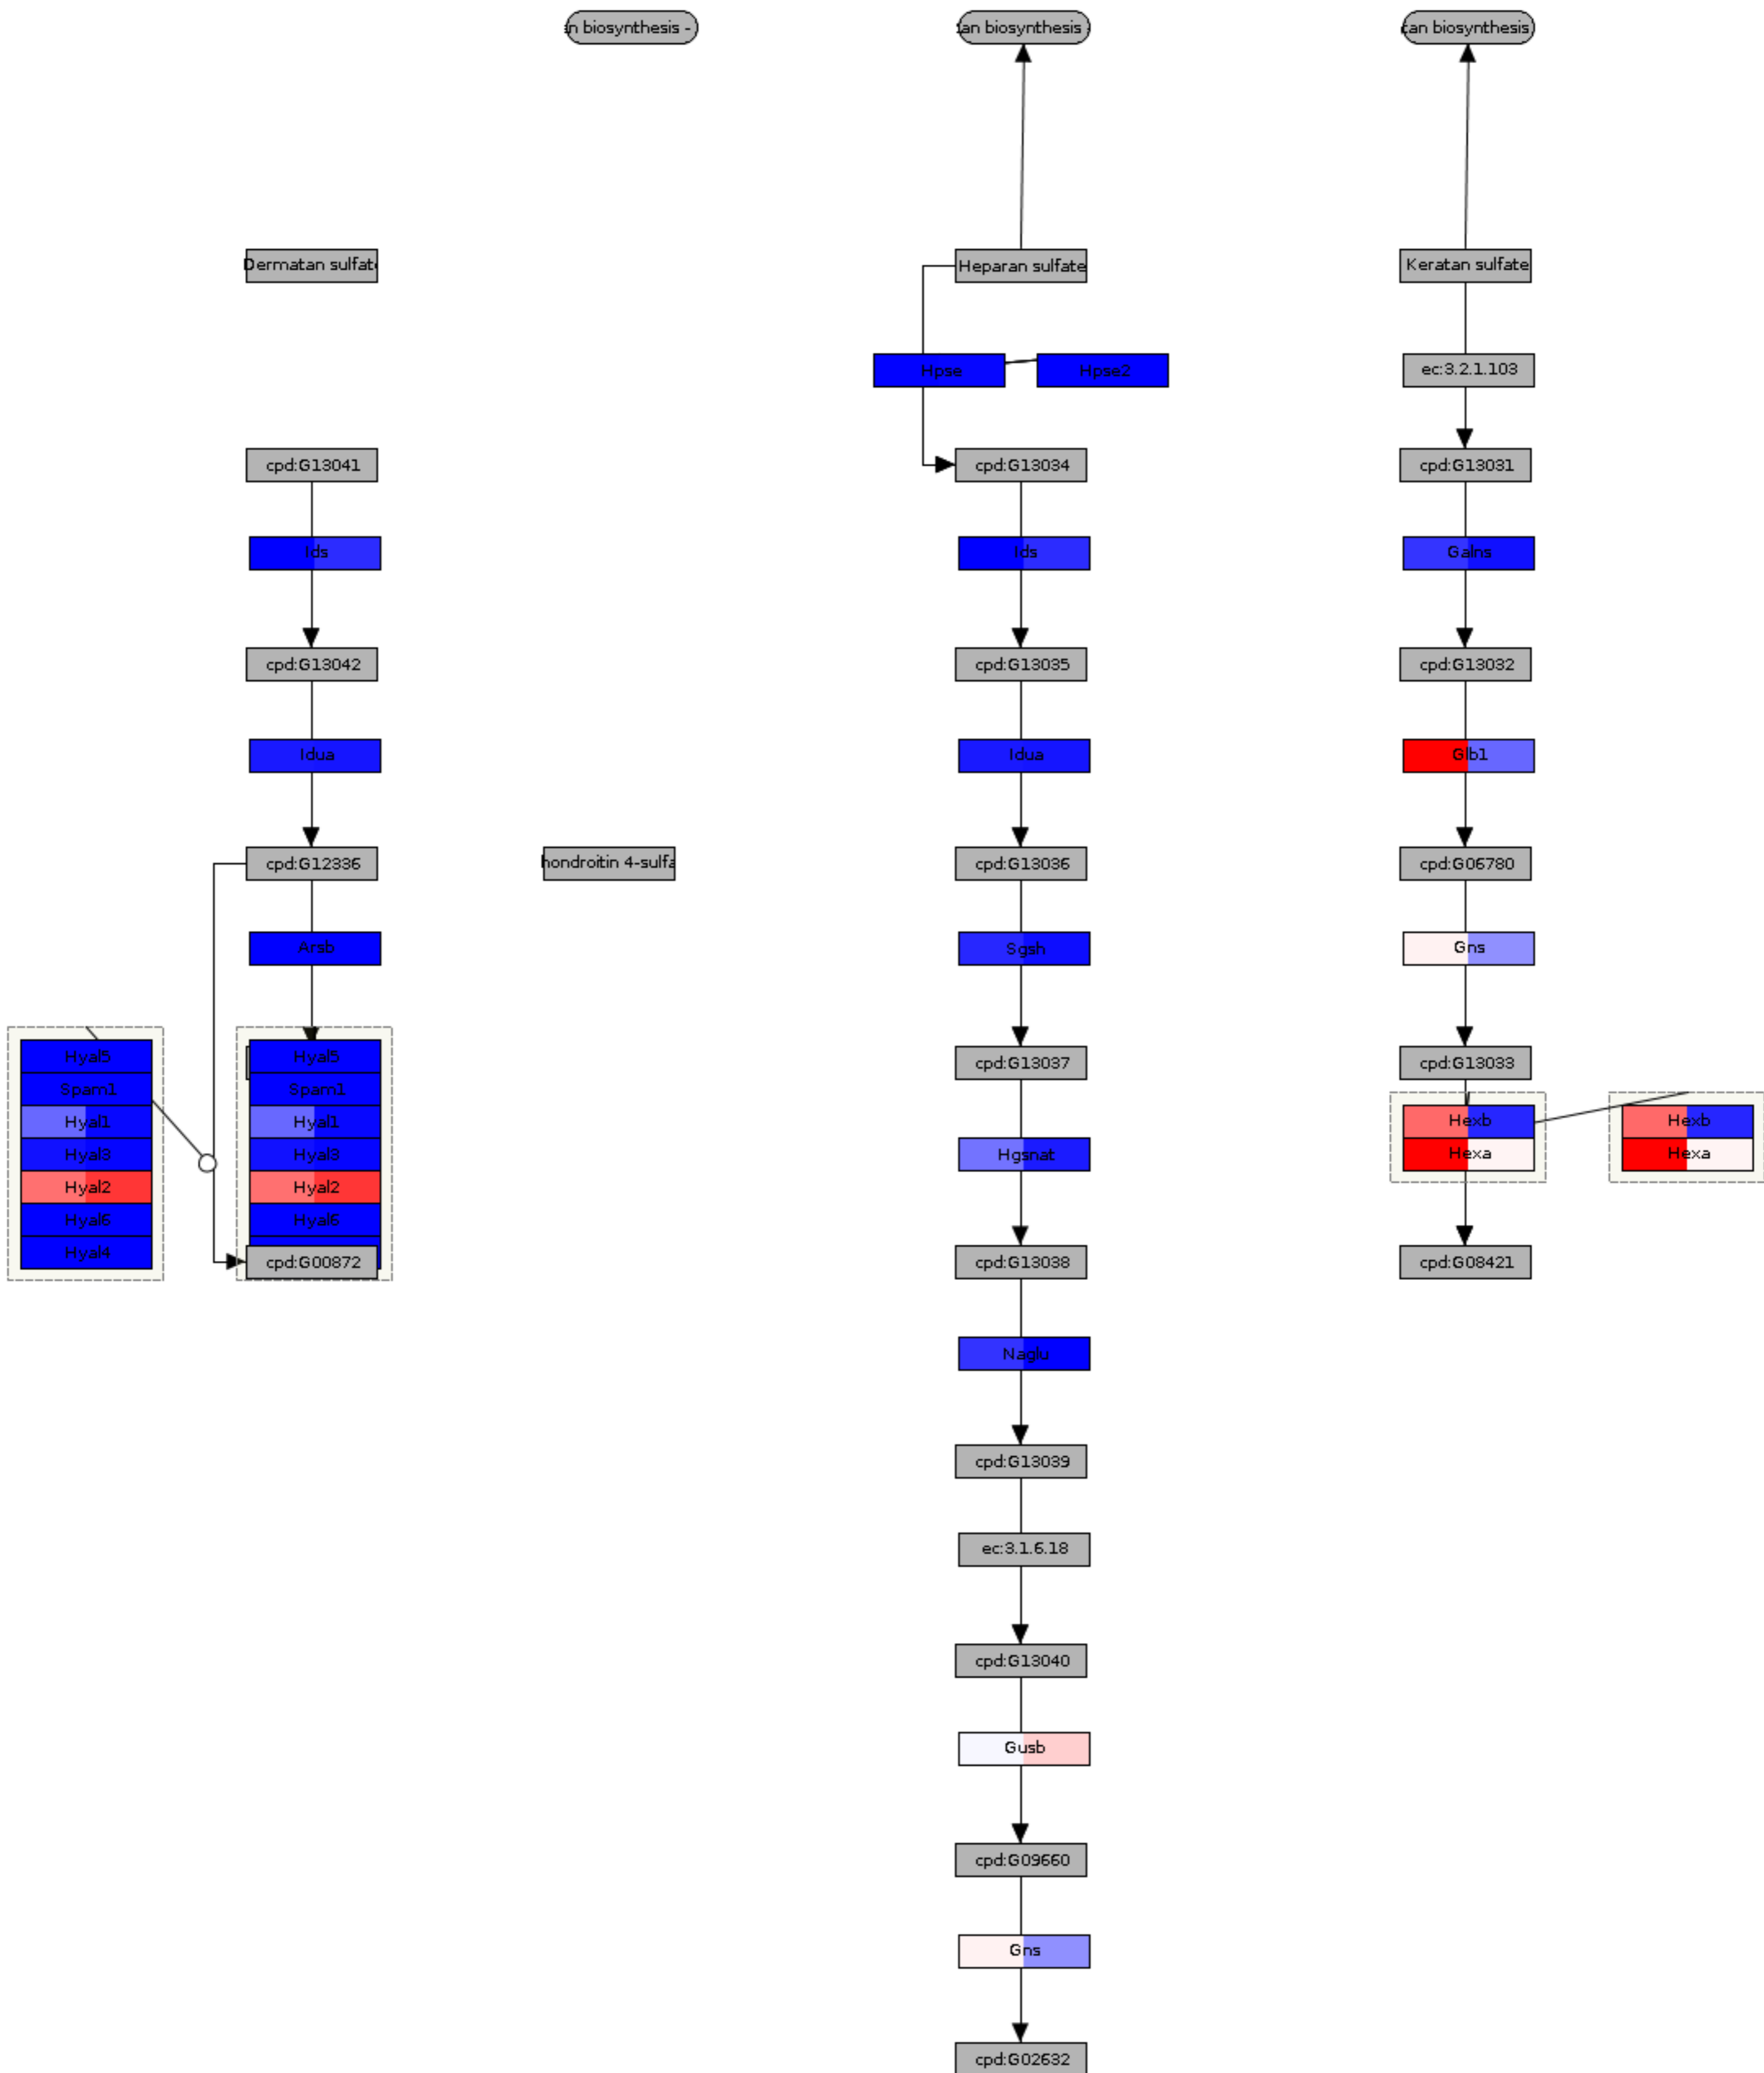 n biosynthesis -
an biosynthesis -
can biosynthesis
Dermatan sulfate
Heparan sulfate
Keratan sulfate
Hpse
Hpse2
ec:3.2.1.103
cpd:G13041
cpd:G13034
cpd:G13031
Ids
Ids
Galns
cpd:G13042
cpd:G13035
cpd:G13032
Idua
Idua
Glb1
cpd:G12336
hondroitin 4-sulfa
cpd:G13036
cpd:G06780
Arsb
Sgsh
Gns
Hyal5
Spam1
Hyal1
Hyal3
Hyal2
Hyal6
Hyal4
Hyal5
Spam1
Hyal1
Hyal3
Hyal2
Hyal6
cpd:G00872
cpd:G13037
Hgsnat
cpd:G13038
cpd:G13033
Hexb
Hexa
Hexb
Hexa
cpd:G08421
Naglu
cpd:G13039
ec:3.1.6.18
cpd:G13040
Gusb
cpd:G09660
Gns
cpd:G02632